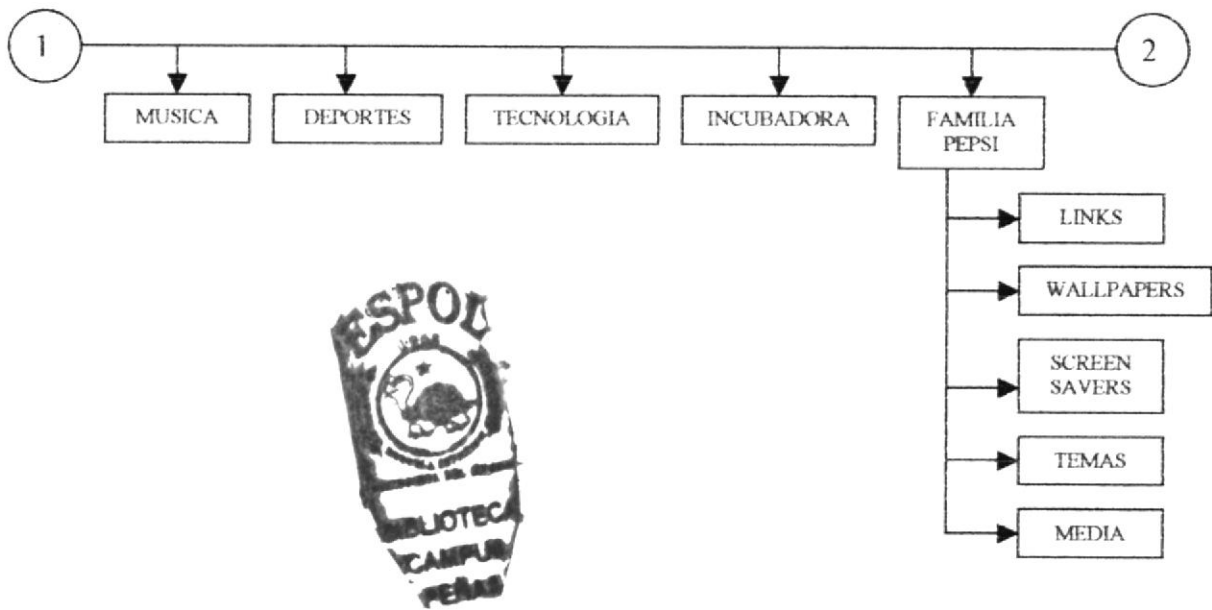 1
2
MUSICA
DEPORTES
TECNOLOGIA
INCUBADORA
FAMILIA
PEPSI
LINKS
WALLPAPERS
SCREEN
SAVERS
TEMAS
MEDIA
ESPOL
BIBLIOTECA
CAMPUS
PEÑAS